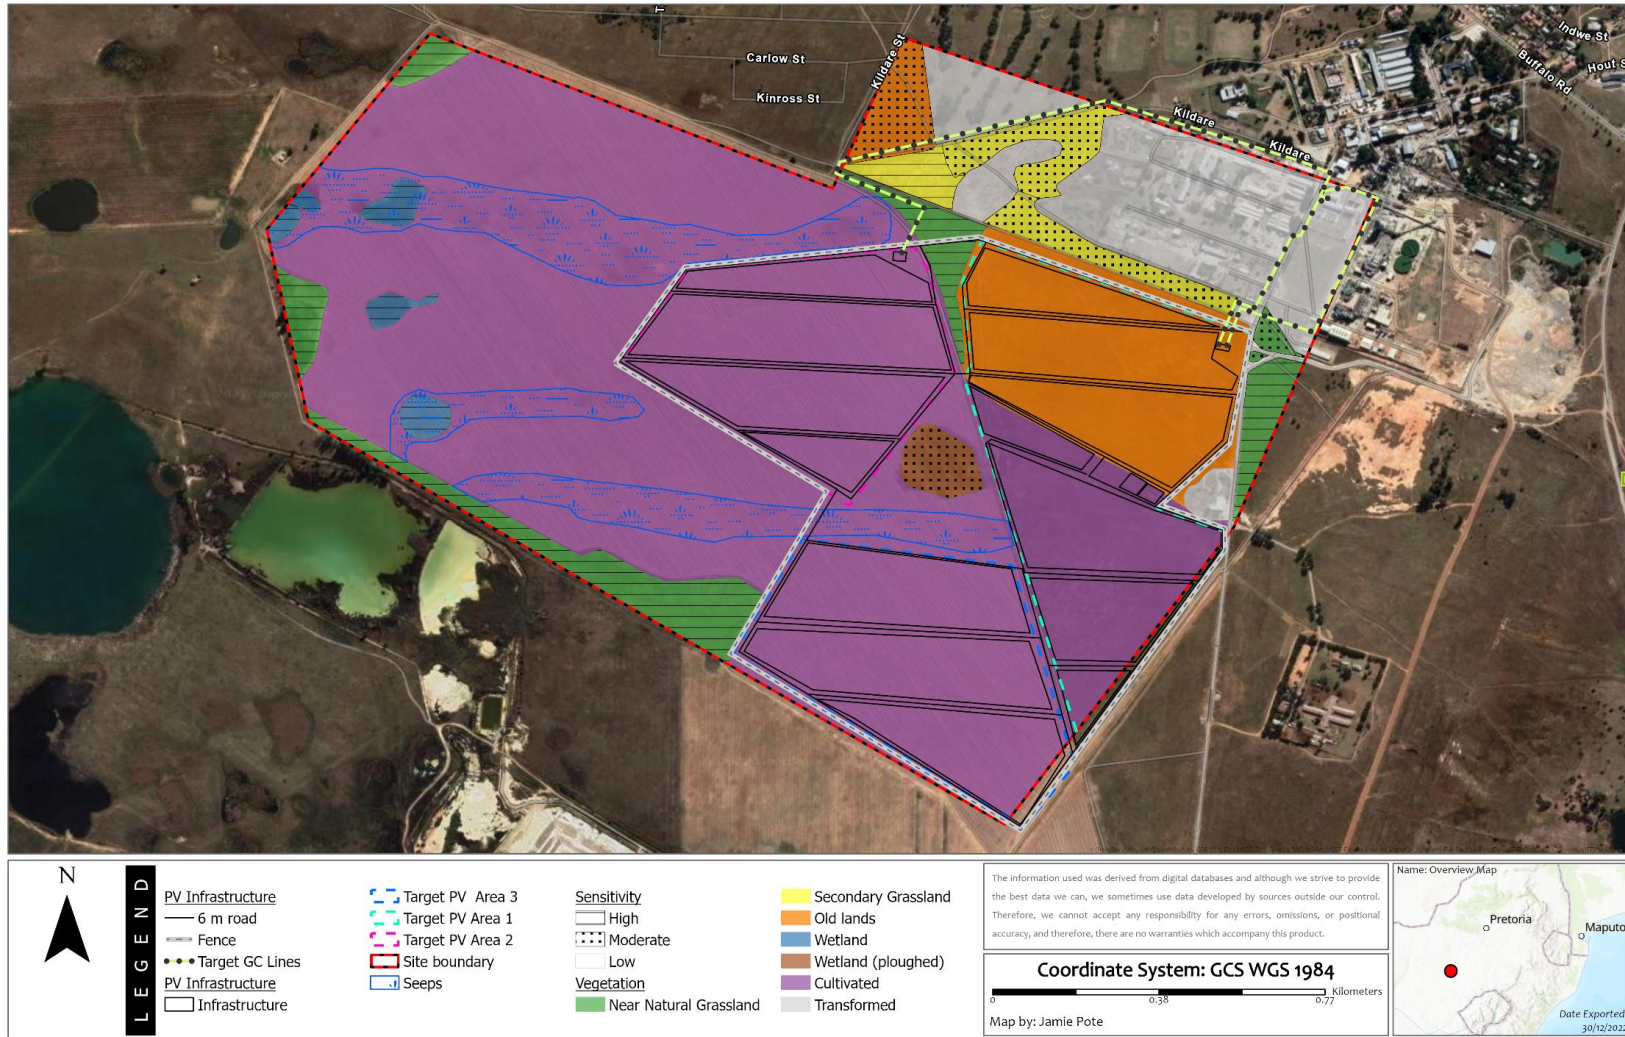 T
Carlow St
Kinross St
Kildare St
Kildare
Kildare
Indwe St
Buffalo Rd
Hout S
N
LEGEND
PV Infrastructure
6 m road
Fence
Target GC Lines
PV Infrastructure
Infrastructure
Target PV Area 3
Target PV Area 1
Target PV Area 2
Site boundary
Seeps
Sensitivity
High
Moderate
Low
Vegetation
Near Natural Grassland
Secondary Grassland
Old lands
Wetland
Wetland (ploughed)
Cultivated
Transformed
The information used was derived from digital databases and although we strive to provide
the best data we can, we sometimes use data developed by sources outside our control.
Therefore, we cannot accept any responsibility for any errors, omissions, or positional
accuracy, and therefore, there are no warranties which accompany this product.
Coordinate System: GCS WGS 1984
Kilometers
0 0.38 0.77
Map by: Jamie Pote
Name: Overview Map
Pretoria
Maputo
Date Exported
30/12/2022